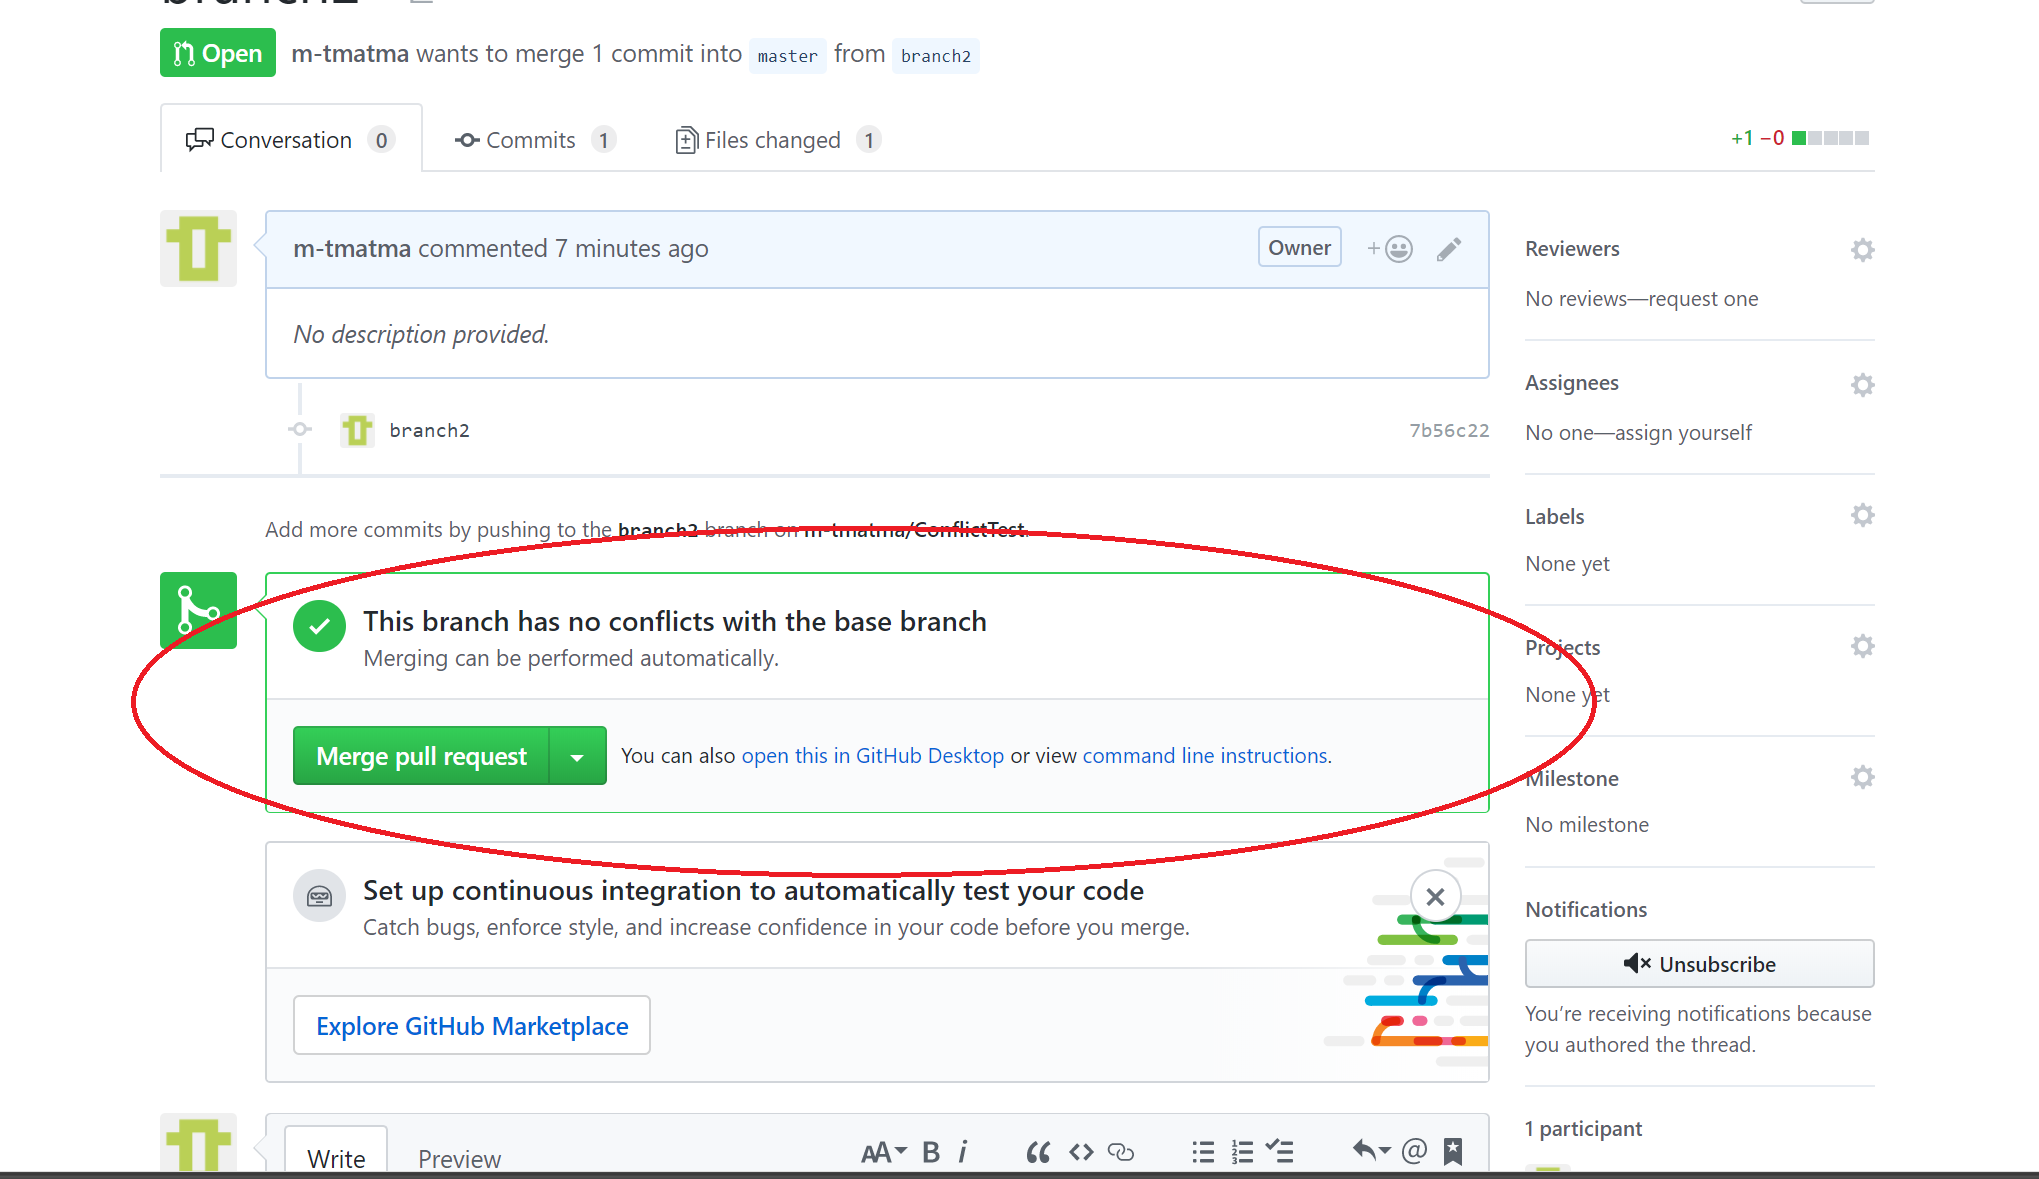 branch2
Open m-tmatma wants to merge 1 commit into master from branch2
Conversation 0 Commits 1 Files changed 1 +1 −0
m-tmatma commented 7 minutes ago Owner
No description provided.
branch2 7b56c22
Add more commits by pushing to the branch2 branch on m-tmatma/ConflictTest.
This branch has no conflicts with the base branch
Merging can be performed automatically.
Merge pull request You can also open this in GitHub Desktop or view command line instructions.
Set up continuous integration to automatically test your code
Catch bugs, enforce style, and increase confidence in your code before you merge.
Explore GitHub Marketplace
Write Preview AA B i
Reviewers
No reviews—request one
Assignees
No one—assign yourself
Labels
None yet
Projects
None yet
Milestone
No milestone
Notifications
Unsubscribe
You’re receiving notifications because
you authored the thread.
1 participant